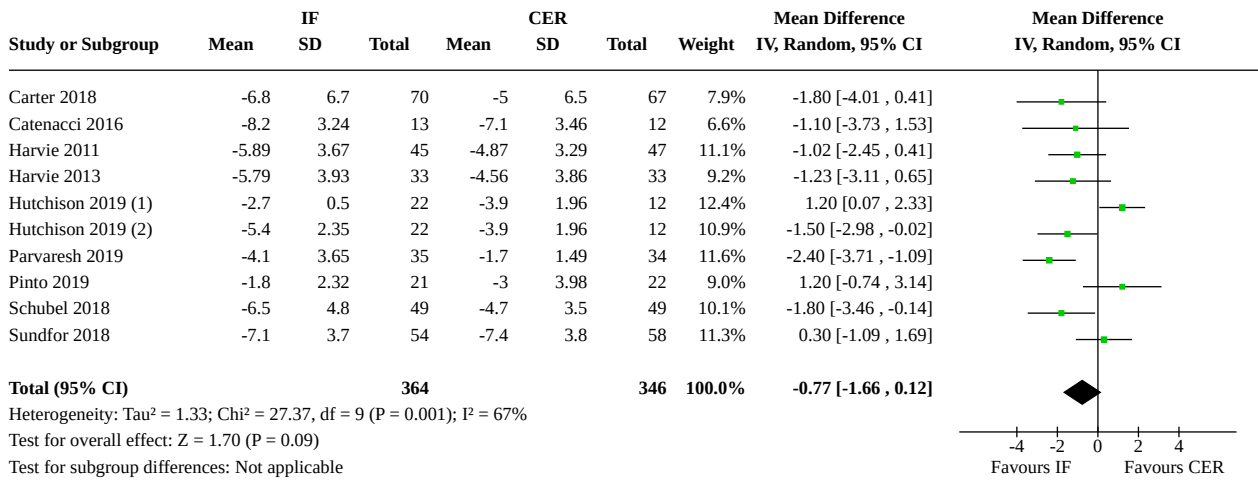 IF CER Mean Difference Mean Difference
Study or Subgroup Mean SD Total Mean SD Total Weight IV, Random, 95% CI IV, Random, 95% CI
Carter 2018 -6.8 6.7 70 -5 6.5 67 7.9% -1.80 [-4.01 , 0.41]
Catenacci 2016 -8.2 3.24 13 -7.1 3.46 12 6.6% -1.10 [-3.73 , 1.53]
Harvie 2011 -5.89 3.67 45 -4.87 3.29 47 11.1% -1.02 [-2.45 , 0.41]
Harvie 2013 -5.79 3.93 33 -4.56 3.86 33 9.2% -1.23 [-3.11 , 0.65]
Hutchison 2019 (1) -2.7 0.5 22 -3.9 1.96 12 12.4% 1.20 [0.07 , 2.33]
Hutchison 2019 (2) -5.4 2.35 22 -3.9 1.96 12 10.9% -1.50 [-2.98 , -0.02]
Parvaresh 2019 -4.1 3.65 35 -1.7 1.49 34 11.6% -2.40 [-3.71 , -1.09]
Pinto 2019 -1.8 2.32 21 -3 3.98 22 9.0% 1.20 [-0.74 , 3.14]
Schubel 2018 -6.5 4.8 49 -4.7 3.5 49 10.1% -1.80 [-3.46 , -0.14]
Sundfor 2018 -7.1 3.7 54 -7.4 3.8 58 11.3% 0.30 [-1.09 , 1.69]
Total (95% CI) 364 346 100.0% -0.77 [-1.66 , 0.12]
Heterogeneity: Tau² = 1.33; Chi² = 27.37, df = 9 (P = 0.001); I² = 67%
Test for overall effect: Z = 1.70 (P = 0.09)
-4 -2 0 2 4
Test for subgroup differences: Not applicable Favours IF Favours CER